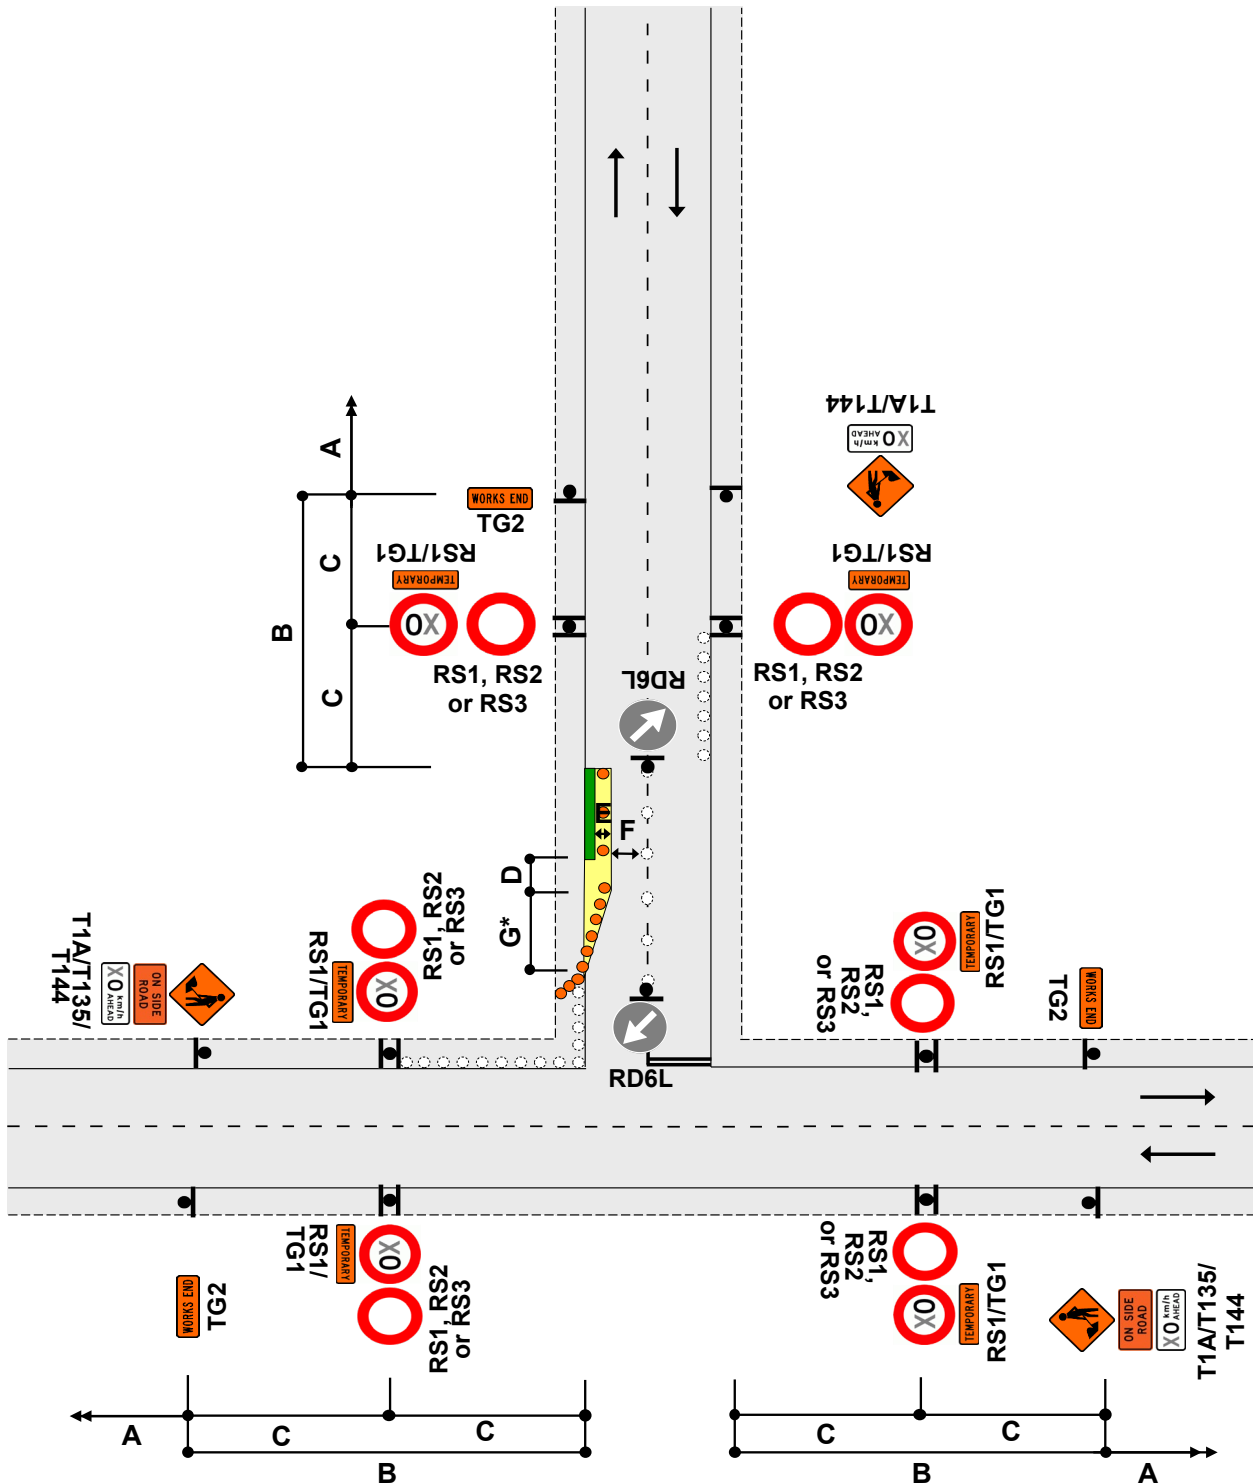 A
C
B
C
WORKS END
TG2
RS1/TG1
TEMPORARY
X0
RS1, RS2
or RS3
T1A/T144
X0 km/h
AHEAD
RS1/TG1
TEMPORARY
X0
RS1, RS2
or RS3
RD6L
E
F
D
G*
T1A/T135/
T144
X0 km/h
AHEAD
ON SIDE
ROAD
RS1/TG1
TEMPORARY
X0
RS1, RS2
or RS3
RD6L
RS1,
RS2
or RS3
X0
TEMPORARY
RS1/TG1
TG2
WORKS END
WORKS END
TG2
RS1/
TG1
TEMPORARY
X0
RS1, RS2
or RS3
RS1,
RS2
or RS3
X0
TEMPORARY
RS1/TG1
ON SIDE
ROAD
X0 km/h
AHEAD
T1A/T135/
T144
A
C
C
B
C
C
B
A